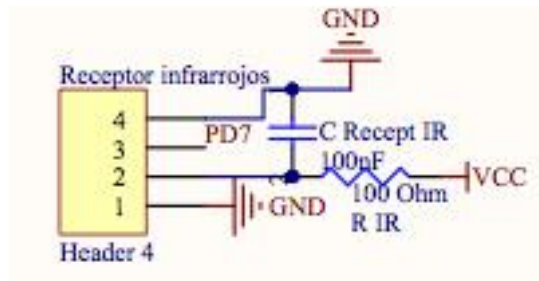 GND
Receptor infrarrojos
4
PD7
C Recept IR
3
100nF
2
VCC
100 Ohm
1
GND
R IR
Header 4